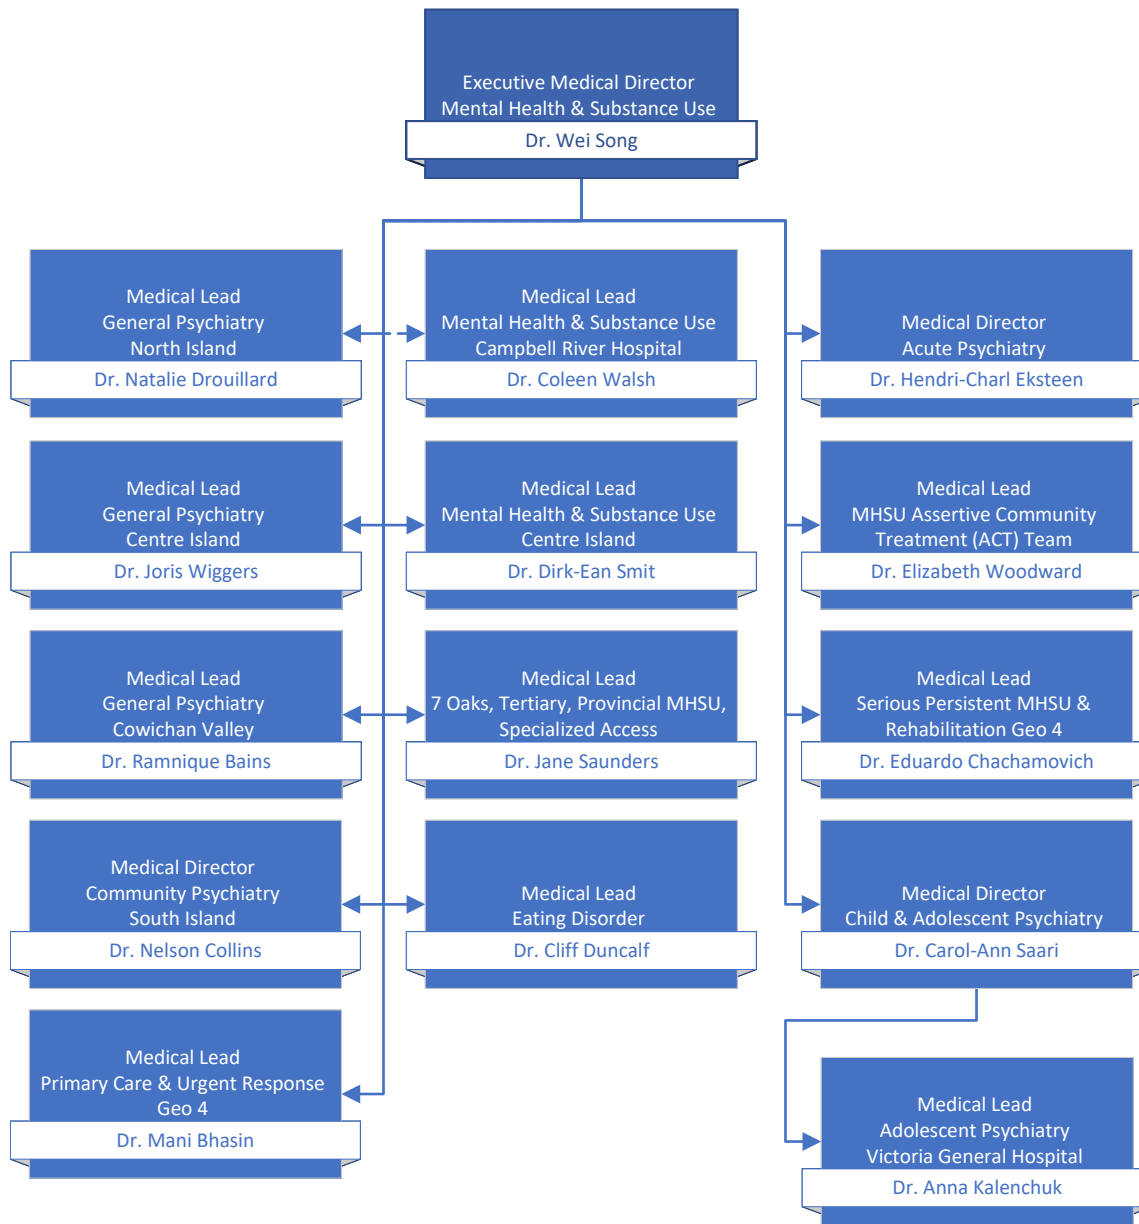 Executive Medical Director
Mental Health & Substance Use
Dr. Wei Song
Medical Lead
General Psychiatry
North Island
Dr. Natalie Drouillard
Medical Lead
Mental Health & Substance Use
Campbell River Hospital
Dr. Coleen Walsh
Medical Director
Acute Psychiatry
Dr. Hendri-Charl Eksteen
Medical Lead
General Psychiatry
Centre Island
Dr. Joris Wiggers
Medical Lead
Mental Health & Substance Use
Centre Island
Dr. Dirk-Ean Smit
Medical Lead
MHSU Assertive Community
Treatment (ACT) Team
Dr. Elizabeth Woodward
Medical Lead
General Psychiatry
Cowichan Valley
Dr. Ramnique Bains
Medical Lead
7 Oaks, Tertiary, Provincial MHSU,
Specialized Access
Dr. Jane Saunders
Medical Lead
Serious Persistent MHSU &
Rehabilitation Geo 4
Dr. Eduardo Chachamovich
Medical Director
Community Psychiatry
South Island
Dr. Nelson Collins
Medical Lead
Eating Disorder
Dr. Cliff Duncalf
Medical Director
Child & Adolescent Psychiatry
Dr. Carol-Ann Saari
Medical Lead
Primary Care & Urgent Response
Geo 4
Dr. Mani Bhasin
Medical Lead
Adolescent Psychiatry
Victoria General Hospital
Dr. Anna Kalenchuk